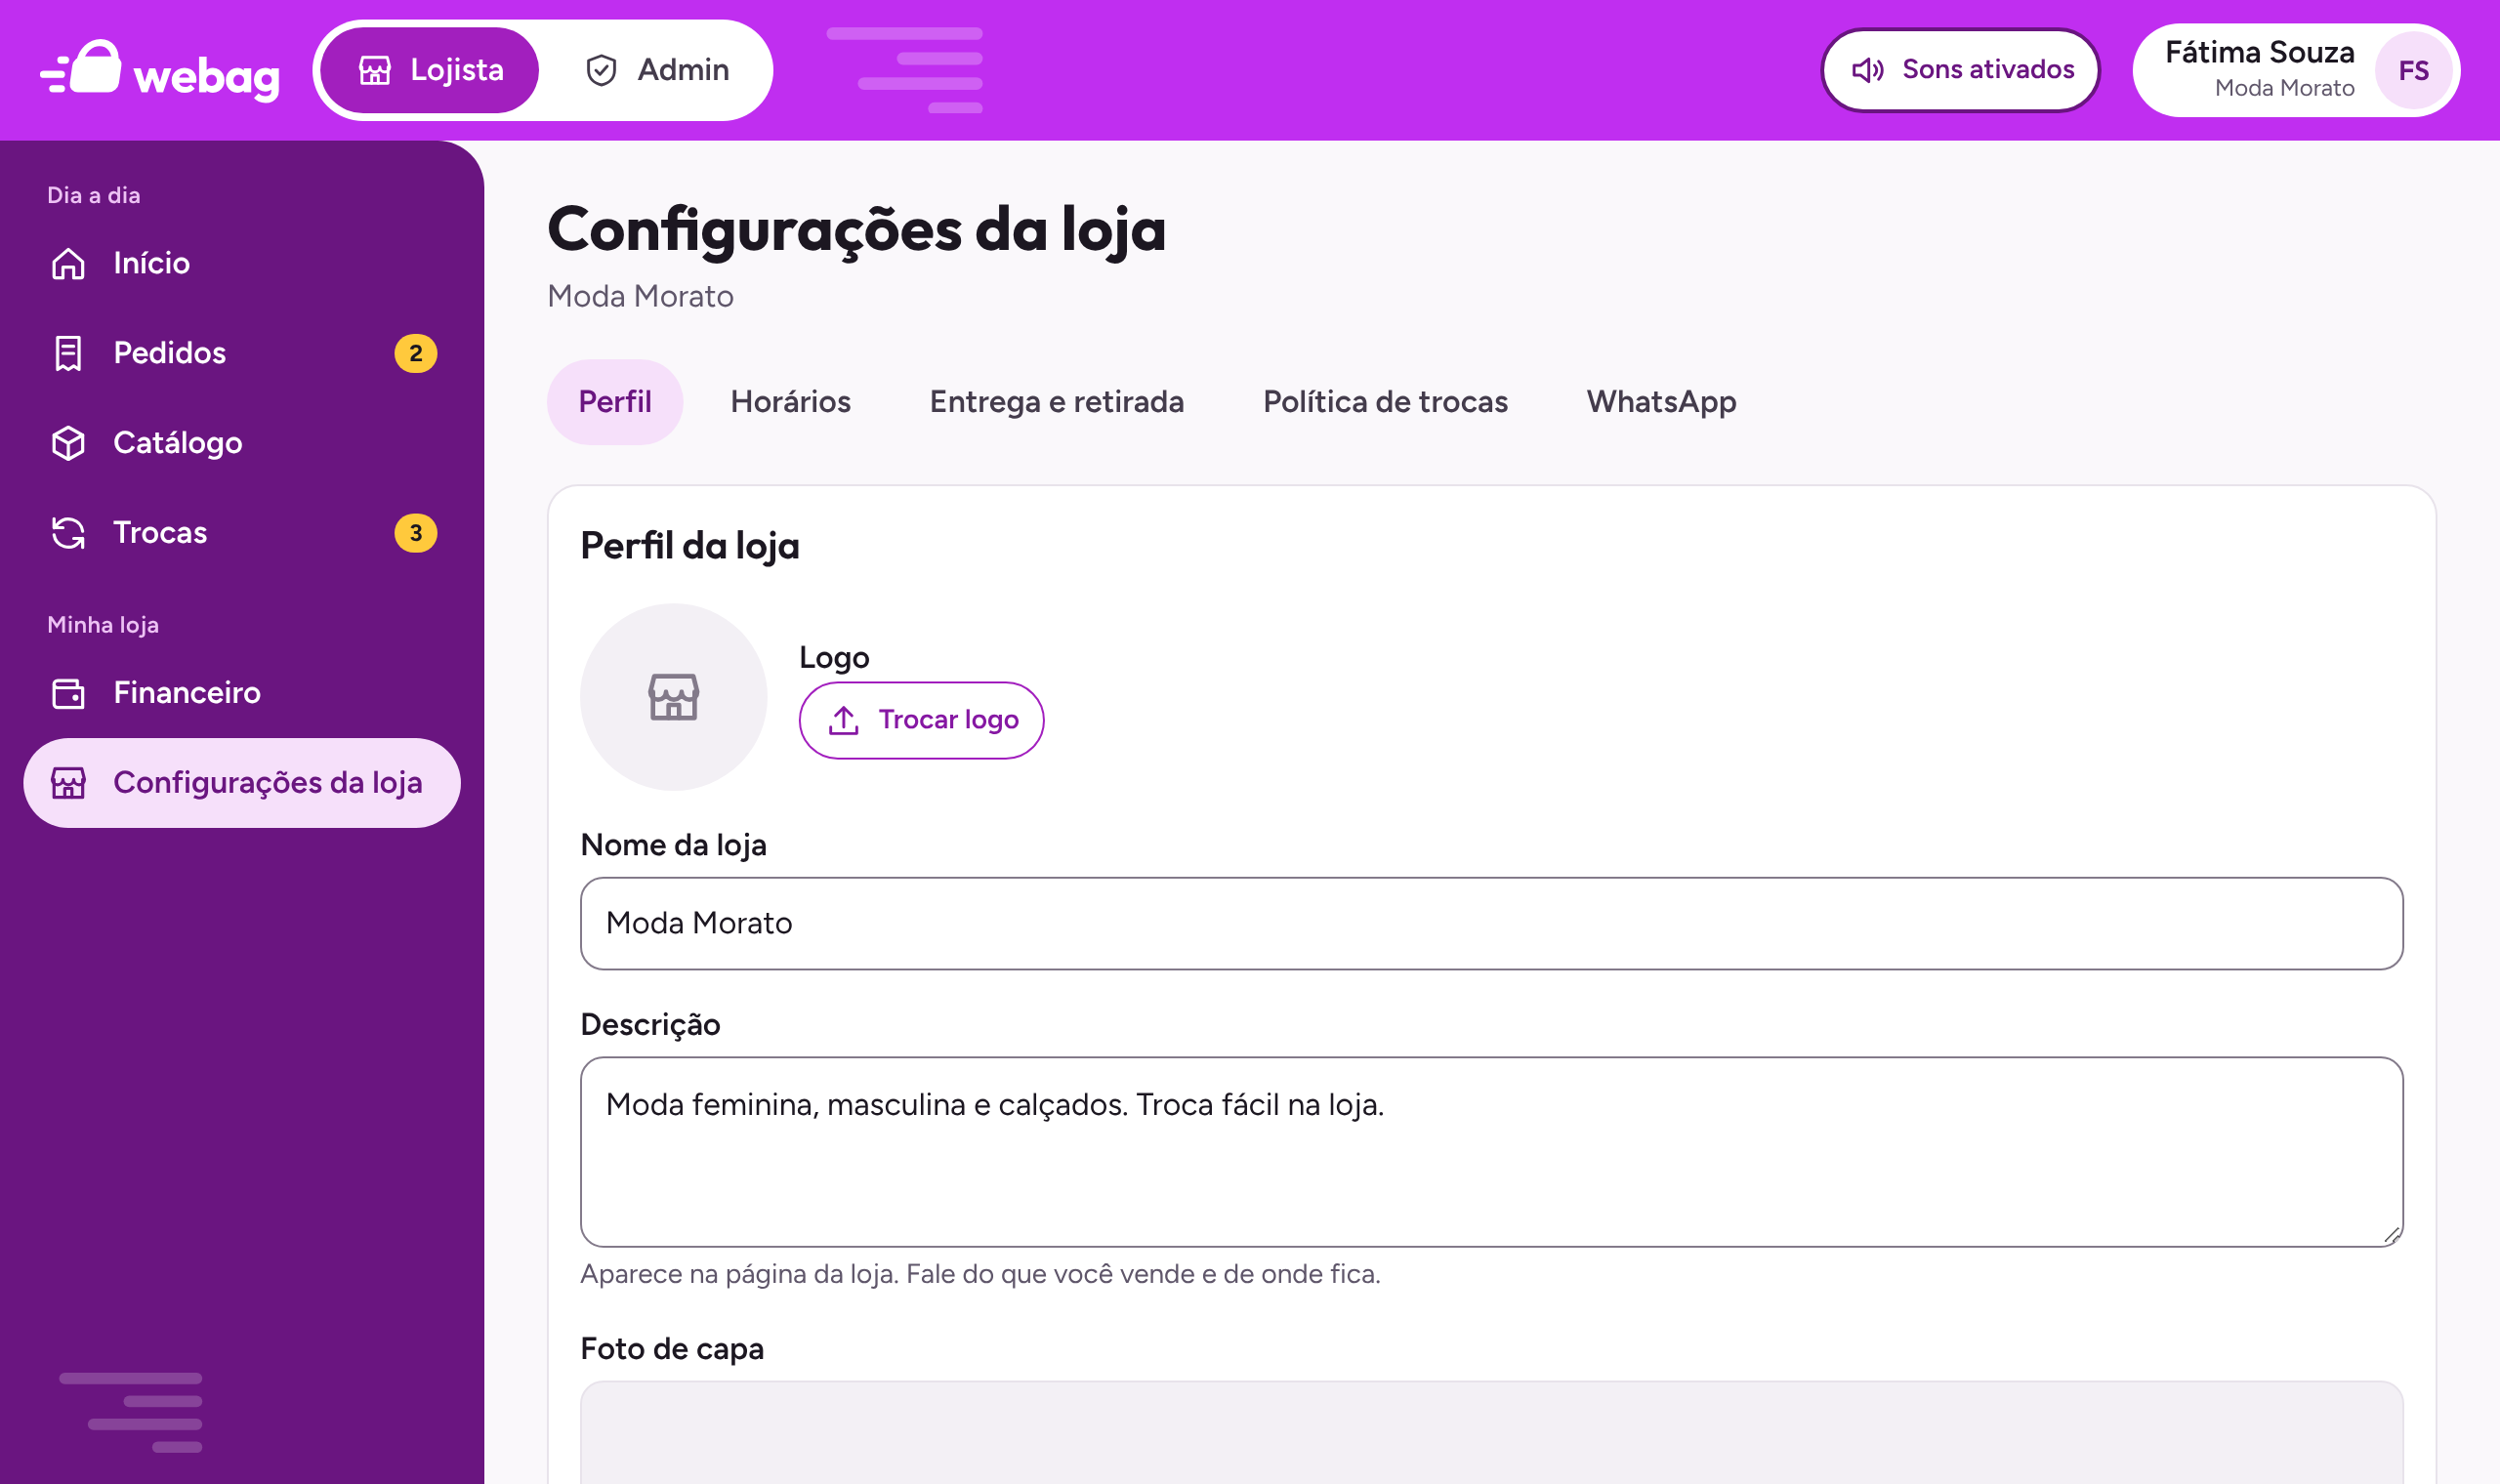 webag
Lojista
Admin
Sons ativados
Fátima Souza
Moda Morato
FS
Dia a dia
Início
Pedidos
2
Catálogo
Trocas
3
Minha loja
Financeiro
Configurações da loja
Configurações da loja
Moda Morato
Perfil
Horários
Entrega e retirada
Política de trocas
WhatsApp
Perfil da loja
Logo
Trocar logo
Nome da loja
Moda Morato
Descrição
Moda feminina, masculina e calçados. Troca fácil na loja.
Aparece na página da loja. Fale do que você vende e de onde fica.
Foto de capa